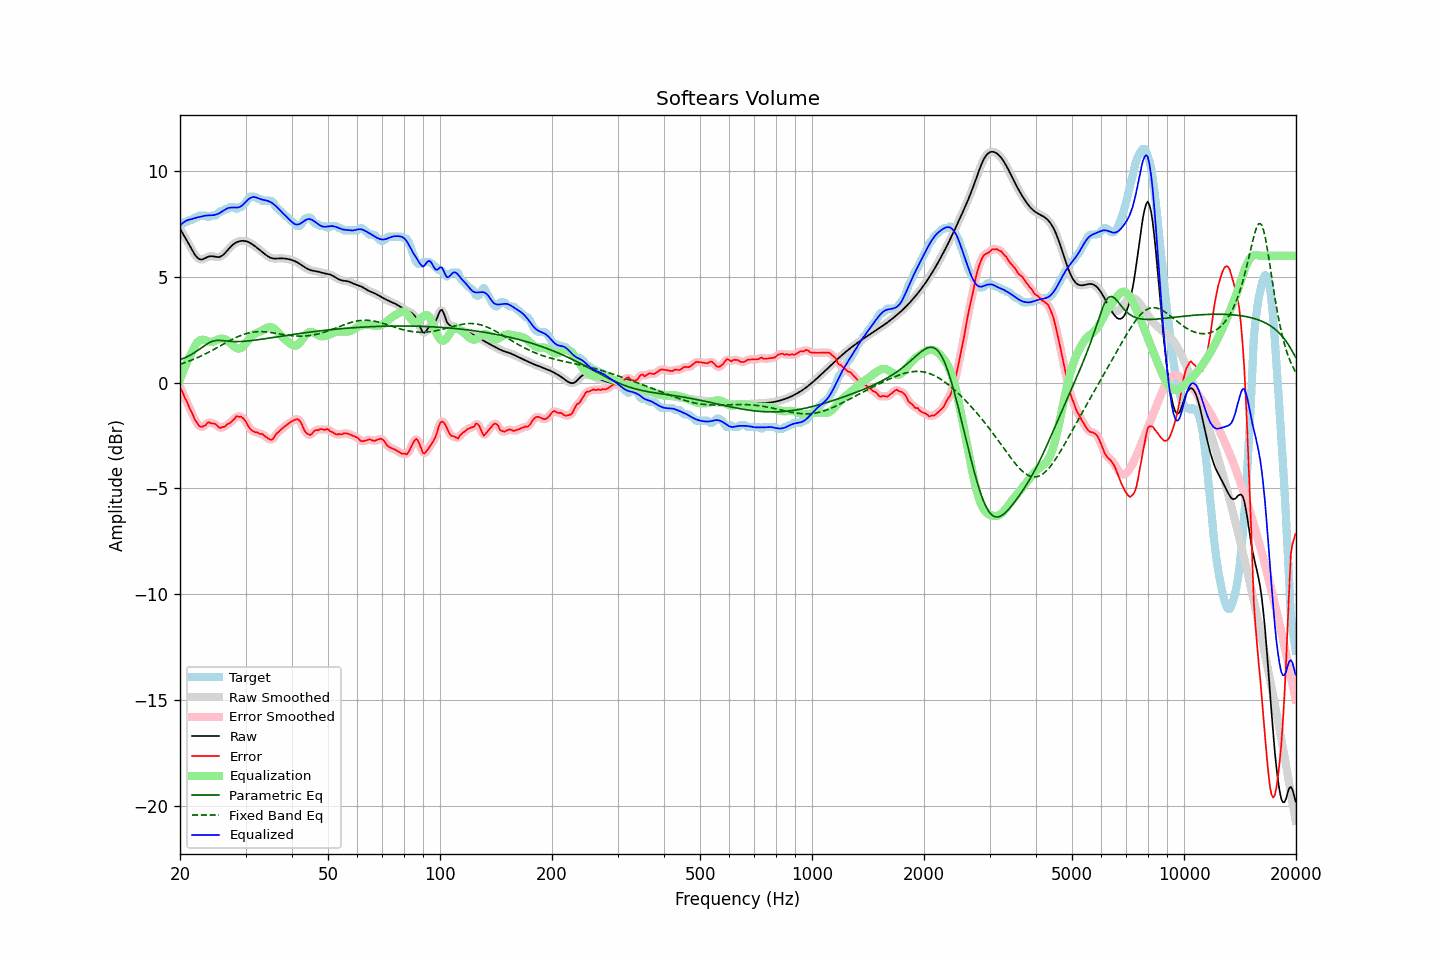 Softears Volume
Amplitude (dBr)
10
5
0
−5
−10
−15
−20
Target
Raw Smoothed
Error Smoothed
Raw
Error
Equalization
Parametric Eq
Fixed Band Eq
Equalized
20 50 100 200 500 1000 2000 5000 10000 20000
Frequency (Hz)